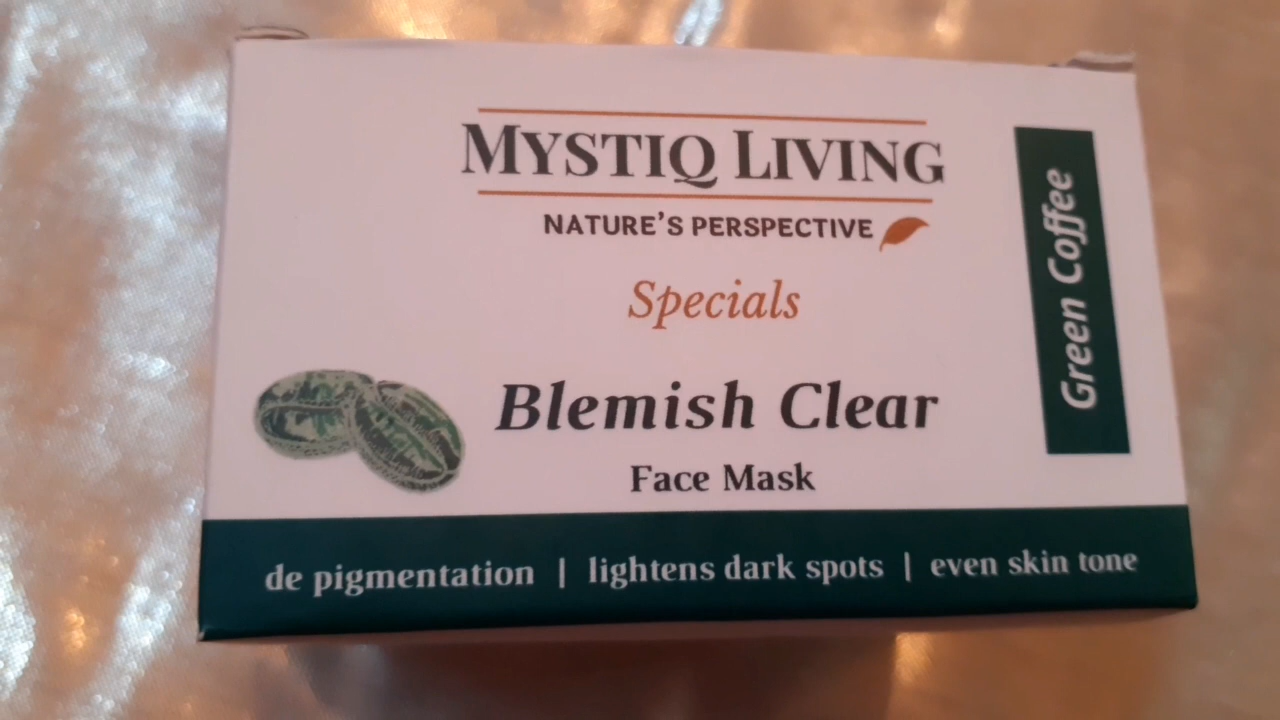 MYSTIQ LIVING
NATURE'S PERSPECTIVE
Specials
Blemish Clear
Face Mask
Green Coffee
de pigmentation | lightens dark spots | even skin tone